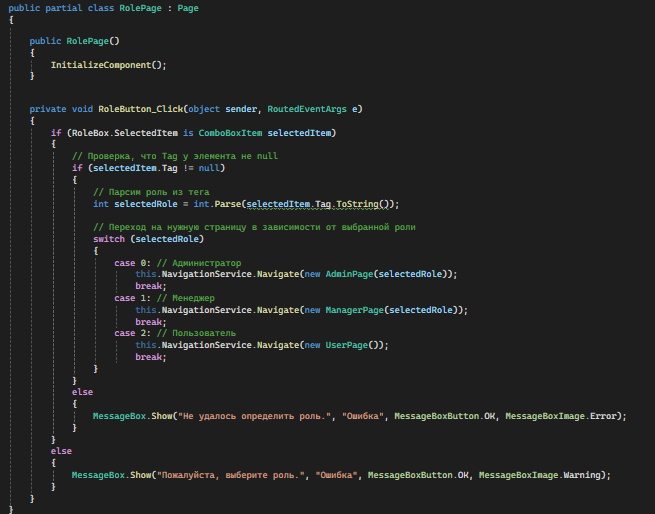 public partial class RolePage : Page
{
public RolePage()
{
InitializeComponent();
}
private void RoleButton_Click(object sender, RoutedEventArgs e)
{
if (RoleBox.SelectedItem is ComboBoxItem selectedItem)
{
// Проверка, что Tag у элемента не null
if (selectedItem.Tag != null)
{
// Парсим роль из тега
int selectedRole = int.Parse(selectedItem.Tag.ToString());
// Переход на нужную страницу в зависимости от выбранной роли
switch (selectedRole)
{
case 0: // Администратор
this.NavigationService.Navigate(new AdminPage(selectedRole));
break;
case 1: // Менеджер
this.NavigationService.Navigate(new ManagerPage(selectedRole));
break;
case 2: // Пользователь
this.NavigationService.Navigate(new UserPage());
break;
}
}
else
{
MessageBox.Show("Не удалось определить роль.", "Ошибка", MessageBoxButton.OK, MessageBoxImage.Error);
}
}
else
{
MessageBox.Show("Пожалуйста, выберите роль.", "Ошибка", MessageBoxButton.OK, MessageBoxImage.Warning);
}
}
}